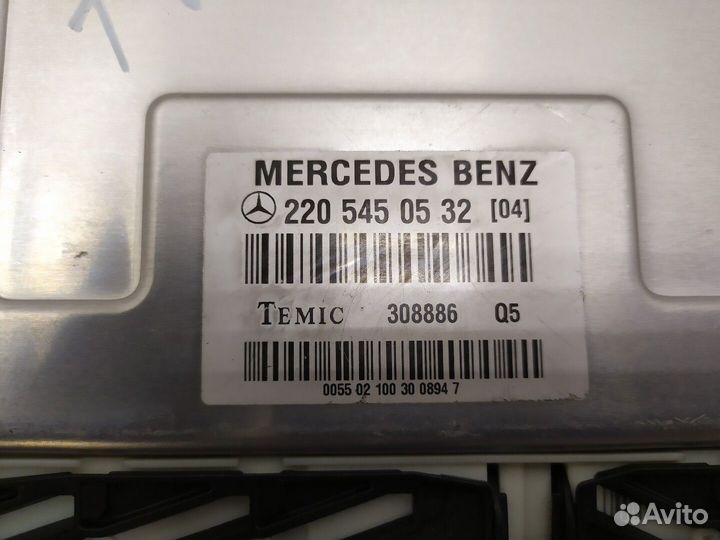 MERCEDES BENZ
220 545 05 32 [04]
TEMIC 308886 Q5
0055 02 100 30 0894 7
Avito